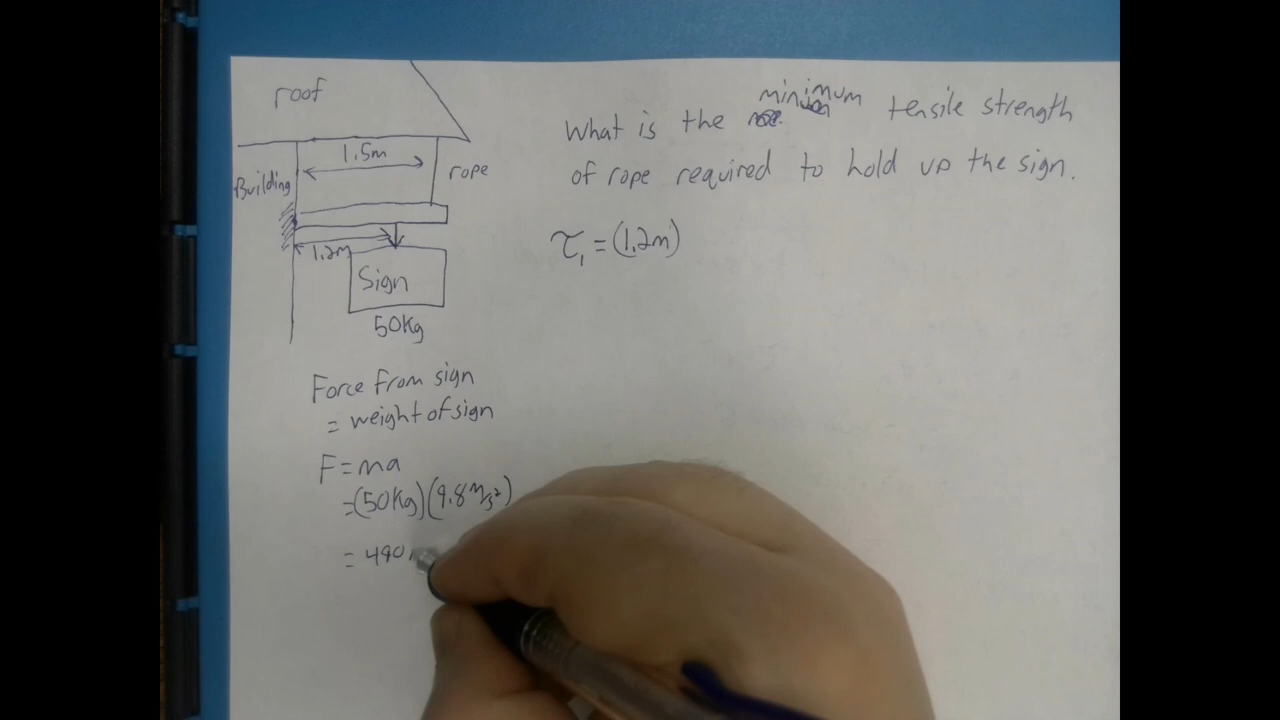 roof
1.5m
Building
rope
1.2m
Sign
50Kg
What is the minimum tensile strength
of rope required to hold up the sign.
τ₁ = (1.2m)
Force from sign
= weight of sign
F = ma
= (50Kg)(9.8 m/s²)
= 490